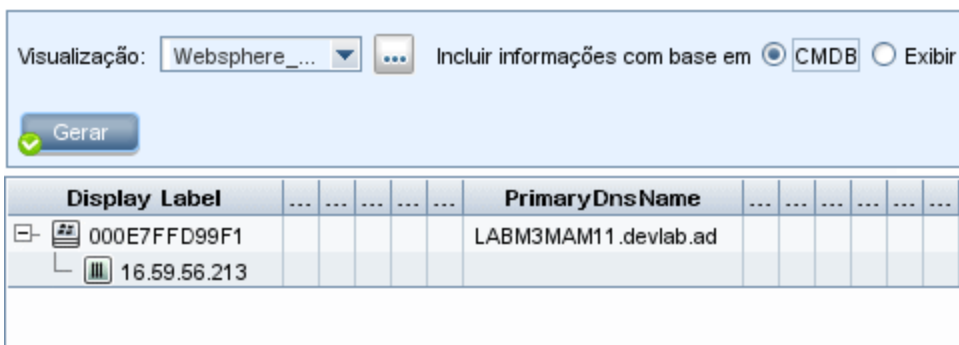 Visualização: Websphere_... ... Incluir informações com base em CMDB Exibir
Gerar
Display Label ... ... ... ... ... PrimaryDnsName ... ... ... ... ... ...
000E7FFD99F1 LABM3MAM11.devlab.ad
16.59.56.213